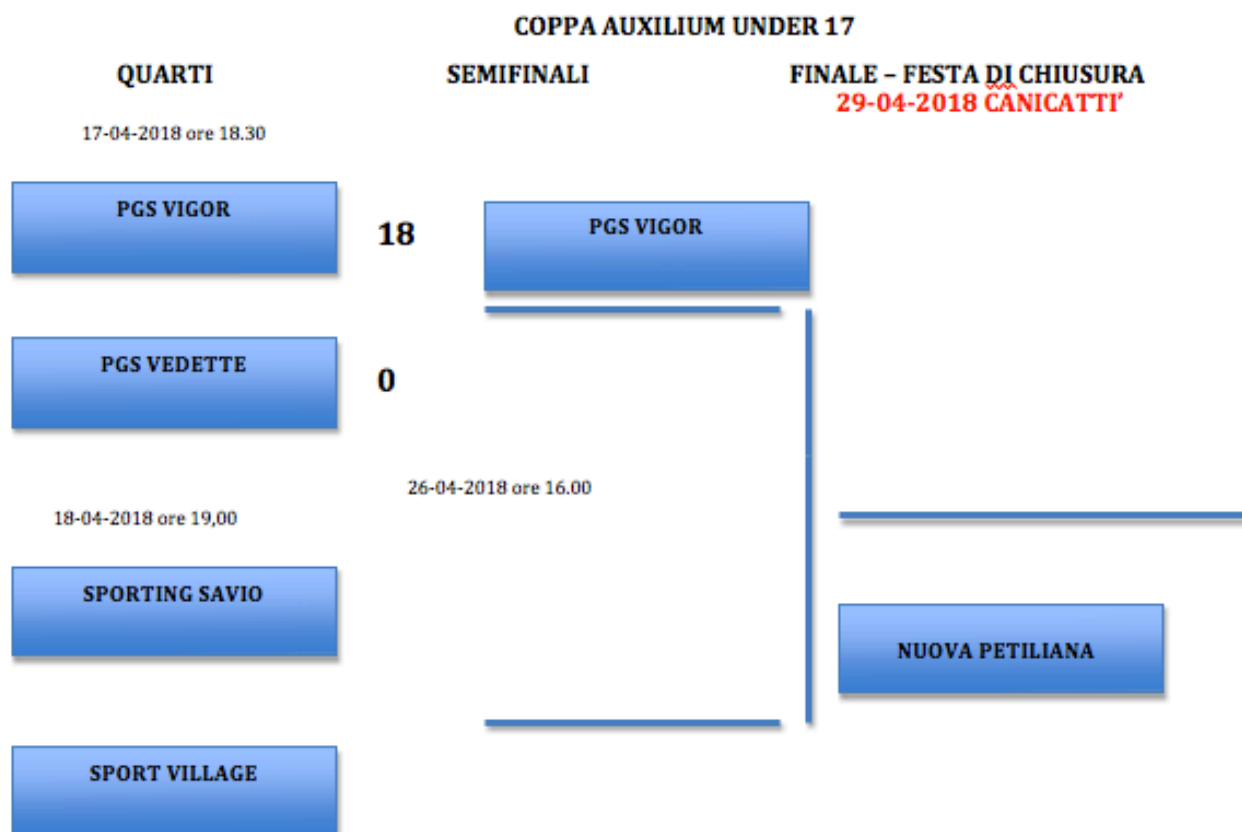 COPPA AUXILIUM UNDER 17
QUARTI
SEMIFINALI
FINALE – FESTA DI CHIUSURA
29-04-2018 CANICATTI'
17-04-2018 ore 18.30
PGS VIGOR
18
PGS VIGOR
PGS VEDETTE
0
26-04-2018 ore 16.00
18-04-2018 ore 19,00
SPORTING SAVIO
NUOVA PETILIANA
SPORT VILLAGE